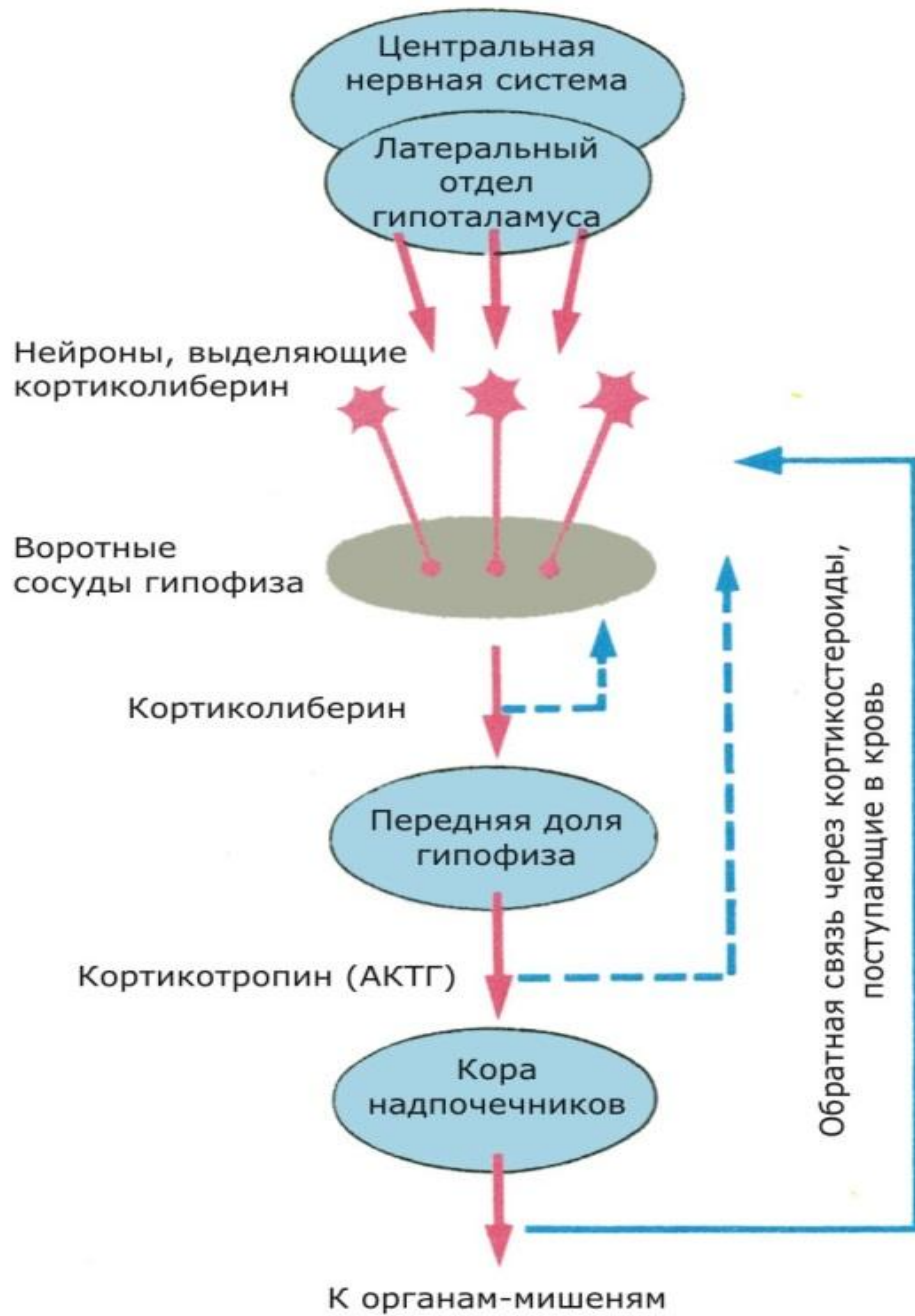 Центральная
нервная система
Латеральный
отдел
гипоталамуса
Нейроны, выделяющие
кортиколиберин
Воротные
сосуды гипофиза
Кортиколиберин
Передняя доля
гипофиза
Кортикотропин (АКТГ)
Кора
надпочечников
К органам-мишеням
Обратная связь через кортикостероиды,
поступающие в кровь